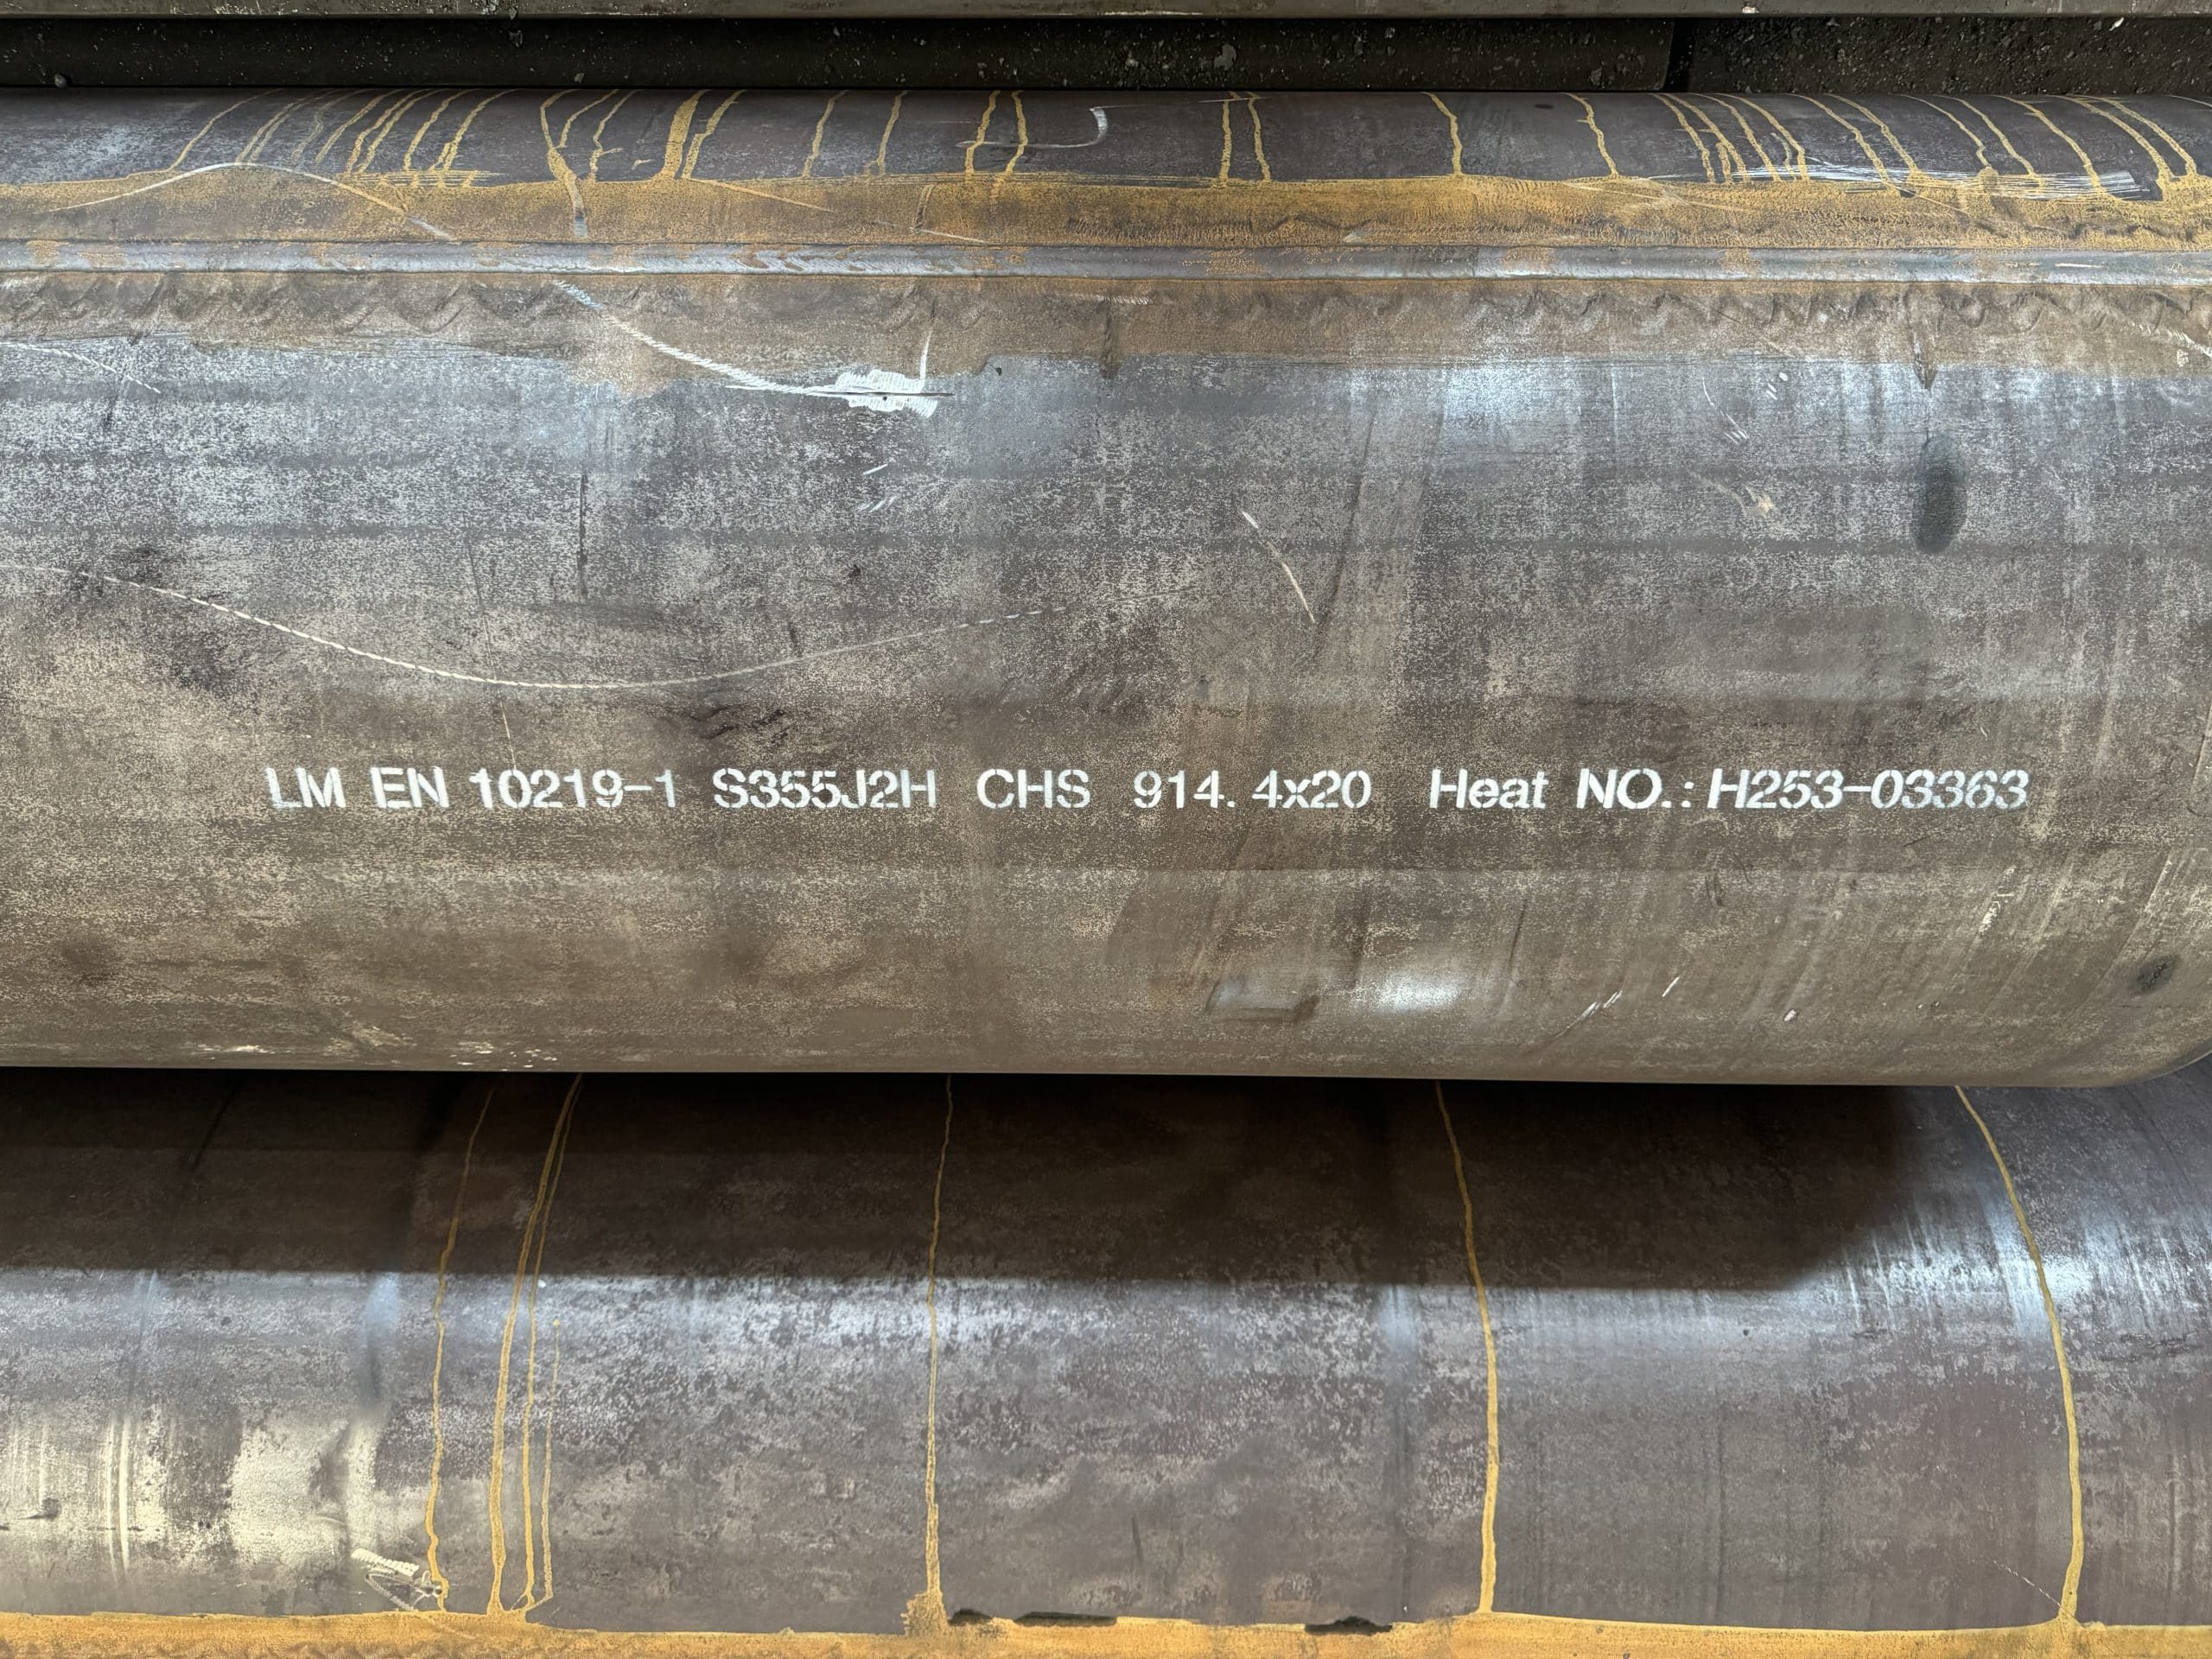 LM EN 10219-1 S355J2H CHS 914.4x20 Heat NO.: H253-03363